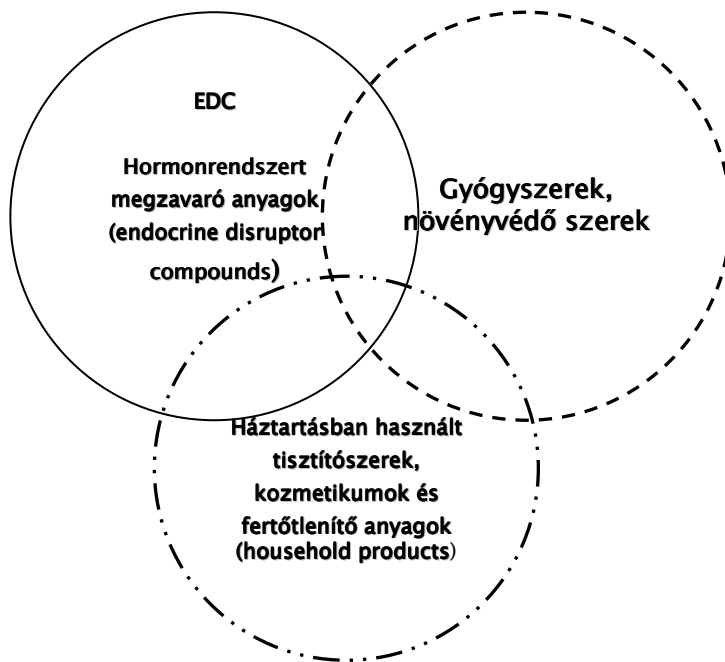 EDC
Hormonrendszert
megzavaró anyagok
(endocrine disruptor
compounds)
Gyógyszerek,
növényvédő szerek
Háztartásban használt
tisztítószerek,
kozmetikumok és
fertőtlenítő anyagok
(household products)